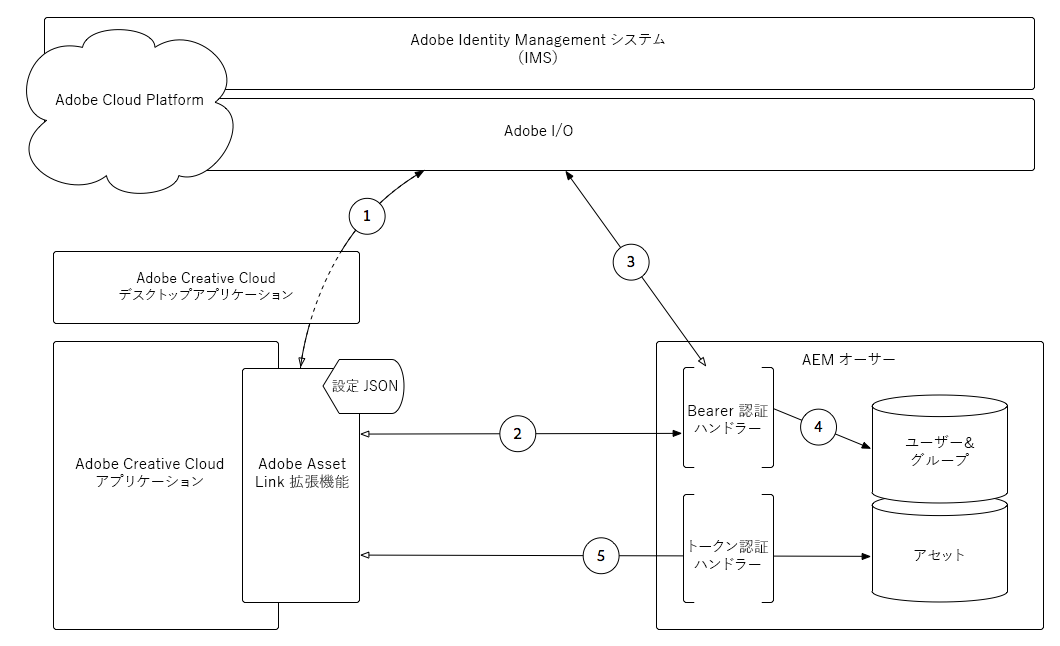 Adobe Identity Management システム
(IMS)
Adobe Cloud Platform
Adobe I/O
1
3
Adobe Creative Cloud
デスクトップアプリケーション
AEM オーサー
設定 JSON
Bearer 認証
ハンドラー
2
4
ユーザー&
グループ
Adobe Creative Cloud
アプリケーション
Adobe Asset
Link 拡張機能
5
トークン認証
ハンドラー
アセット